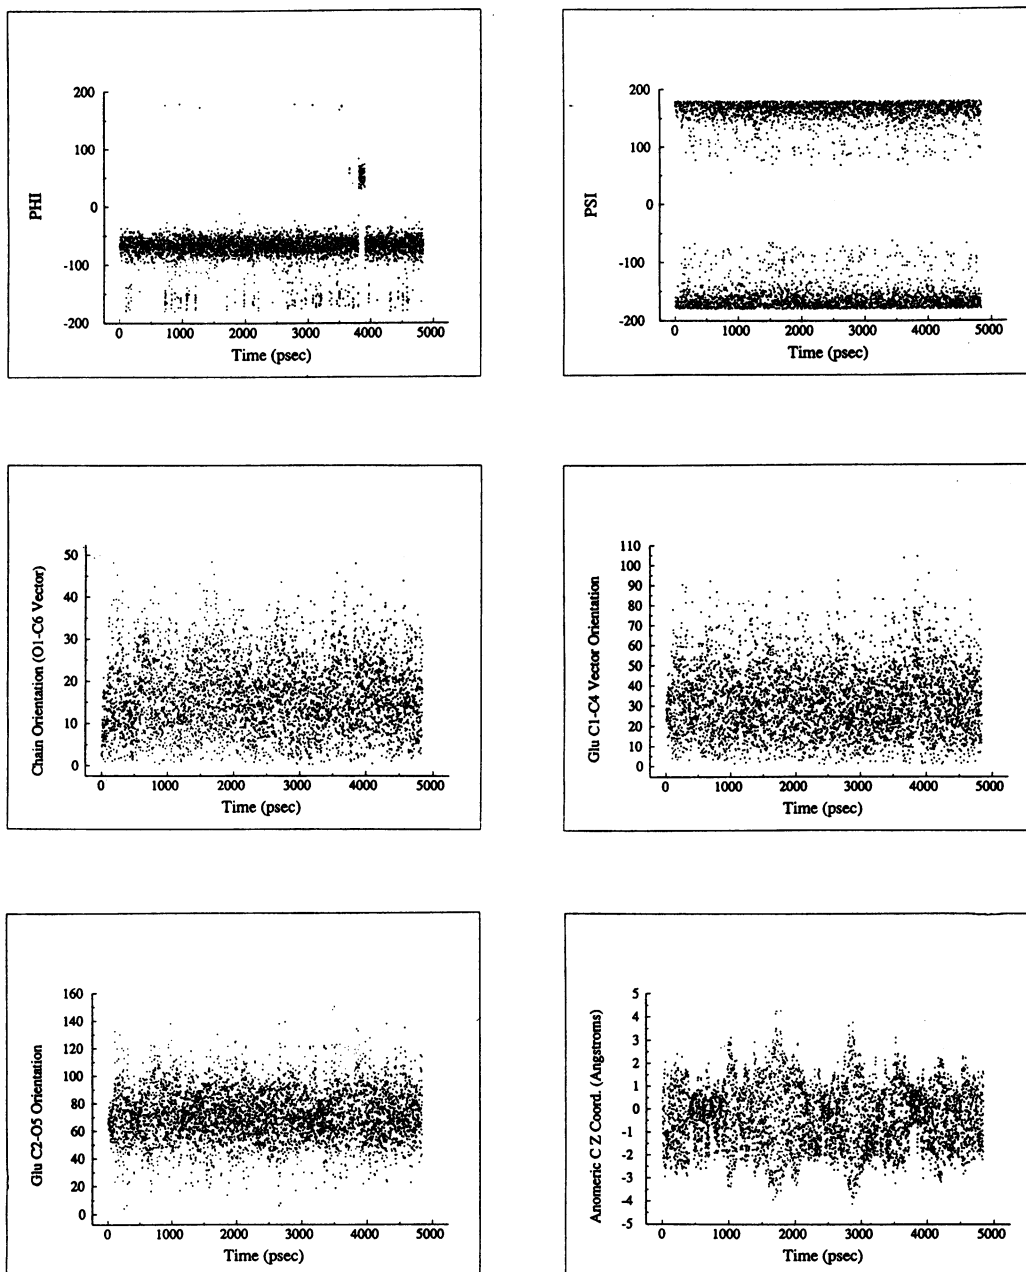 PHI
200
100
0
-100
-200
0 1000 2000 3000 4000 5000
Time (psec)
PSI
200
100
0
-100
-200
0 1000 2000 3000 4000 5000
Time (psec)
Chain Orientation (O1-C6 Vector)
50
40
30
20
10
0
0 1000 2000 3000 4000 5000
Time (psec)
Glu C1-C4 Vector Orientation
110
100
90
80
70
60
50
40
30
20
10
0
0 1000 2000 3000 4000 5000
Time (psec)
Glu C2-O5 Orientation
160
140
120
100
80
60
40
20
0
0 1000 2000 3000 4000 5000
Time (psec)
Anomeric C Z Coord. (Angstroms)
5
4
3
2
1
0
-1
-2
-3
-4
-5
0 1000 2000 3000 4000 5000
Time (psec)